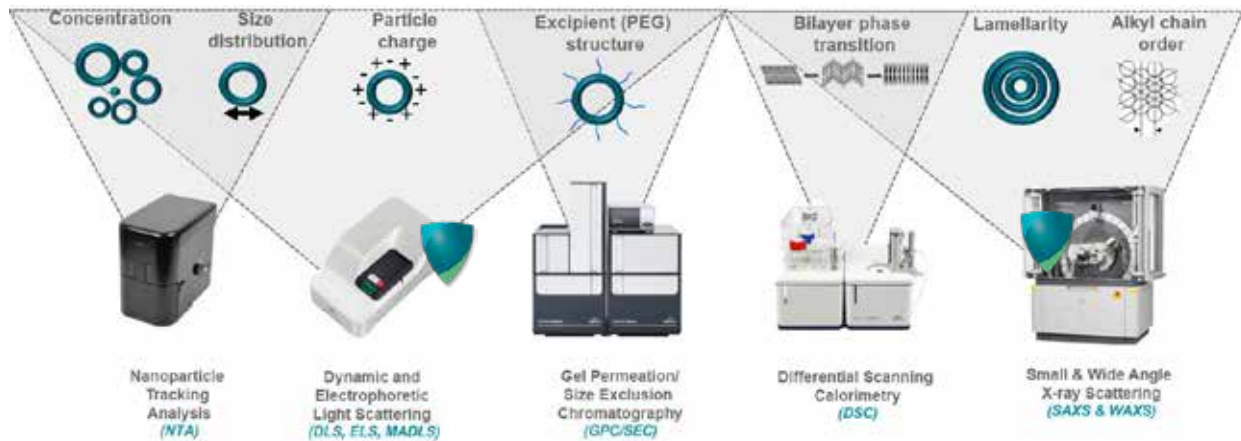 Concentration
Size
distribution
Particle
charge
Excipient (PEG)
structure
Bilayer phase
transition
Lamellarity
Alkyl chain
order
Nanoparticle
Tracking
Analysis
(NTA)
Dynamic and
Electrophoretic
Light Scattering
(DLS, ELS, MADLS)
Gel Permeation/
Size Exclusion
Chromatography
(GPC/SEC)
Differential Scanning
Calorimetry
(DSC)
Small & Wide Angle
X-ray Scattering
(SAXS & WAXS)